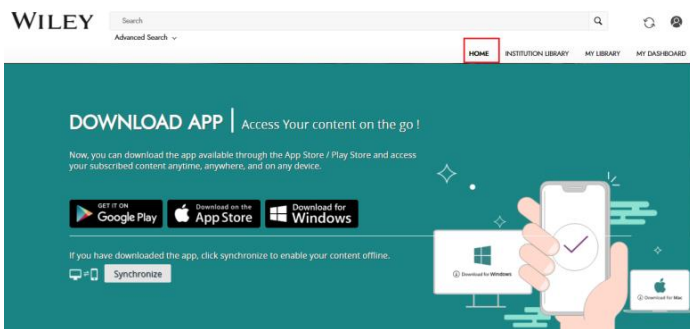 WILEY
Search
Advanced Search
HOME INSTITUTION LIBRARY MY LIBRARY MY DASHBOARD
DOWNLOAD APP | Access Your content on the go !
Now, you can download the app available through the App Store / Play Store and access
your subscribed content anytime, anywhere, and on any device.
GET IT ON
Google Play
Download on the
App Store
Download for
Windows
If you have downloaded the app, click synchronize to enable your content offline.
Synchronize
Download for Windows
Download for Mac